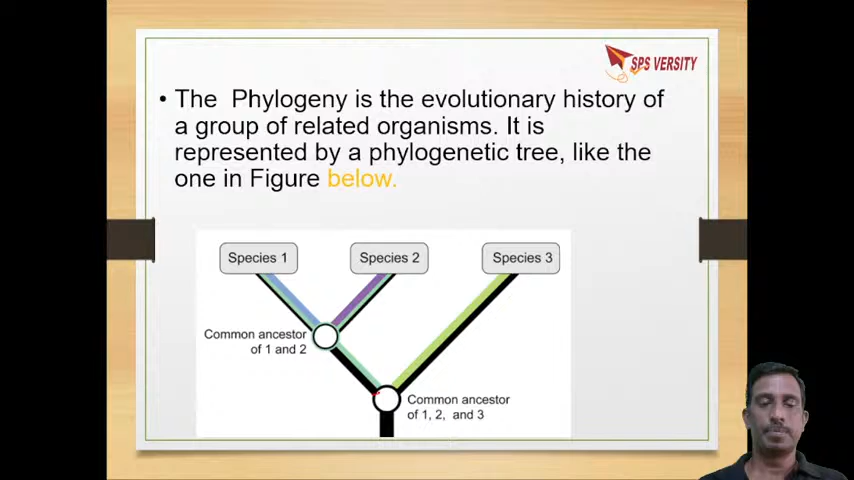 SPS VERSITY
• The Phylogeny is the evolutionary history of
a group of related organisms. It is
represented by a phylogenetic tree, like the
one in Figure below.
Species 1
Species 2
Species 3
Common ancestor
of 1 and 2
Common ancestor
of 1, 2, and 3